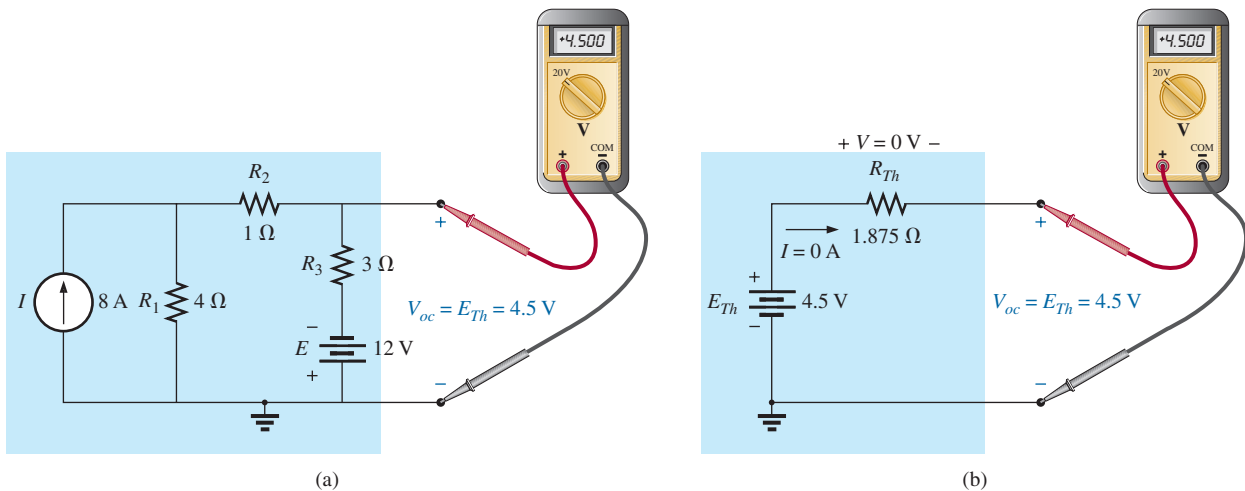 +4.500
20V
V
+
COM
–
R2
1 Ω
+
R3
3 Ω
I
8 A
R1
4 Ω
Voc = ETh = 4.5 V
–
E
12 V
+
–
(a)
+4.500
20V
V
+
COM
–
+ V = 0 V –
RTh
1.875 Ω
I = 0 A
+
+
ETh
4.5 V
–
Voc = ETh = 4.5 V
–
(b)